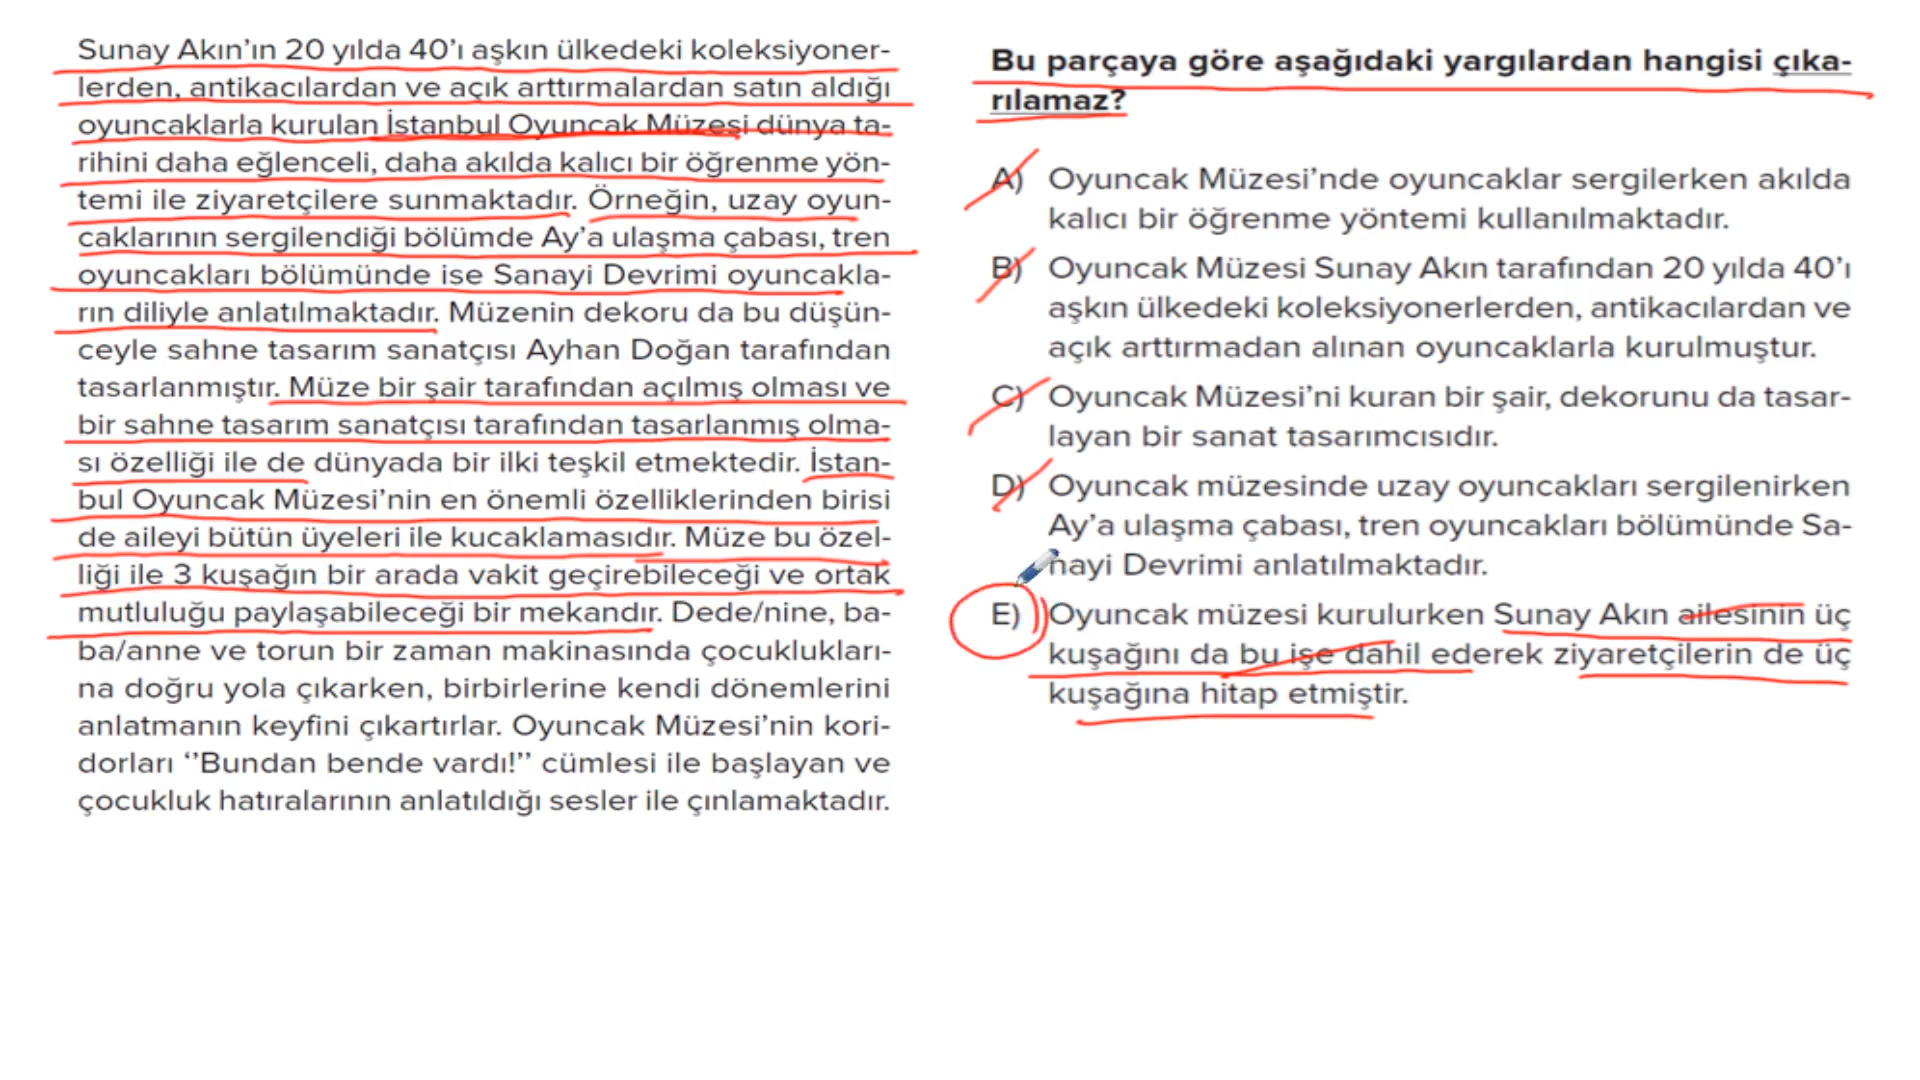 Sunay Akın’ın 20 yılda 40’ı aşkın ülkedeki koleksiyoner-
lerden, antikacılardan ve açık arttırmalardan satın aldığı
oyuncaklarla kurulan İstanbul Oyuncak Müzesi dünya ta-
rihini daha eğlenceli, daha akılda kalıcı bir öğrenme yön-
temi ile ziyaretçilere sunmaktadır. Örneğin, uzay oyun-
caklarının sergilendiği bölümde Ay’a ulaşma çabası, tren
oyuncakları bölümünde ise Sanayi Devrimi oyuncakla-
rın diliyle anlatılmaktadır. Müzenin dekoru da bu düşün-
ceyle sahne tasarım sanatçısı Ayhan Doğan tarafından
tasarlanmıştır. Müze bir şair tarafından açılmış olması ve
bir sahne tasarım sanatçısı tarafından tasarlanmış olma-
sı özelliği ile de dünyada bir ilki teşkil etmektedir. İstan-
bul Oyuncak Müzesi’nin en önemli özelliklerinden birisi
de aileyi bütün üyeleri ile kucaklamasıdır. Müze bu özel-
liği ile 3 kuşağın bir arada vakit geçirebileceği ve ortak
mutluluğu paylaşabileceği bir mekandır. Dede/nine, ba-
ba/anne ve torun bir zaman makinasında çocuklukları-
na doğru yola çıkarken, birbirlerine kendi dönemlerini
anlatmanın keyfini çıkartırlar. Oyuncak Müzesi’nin kori-
dorları ‘’Bundan bende vardı!’’ cümlesi ile başlayan ve
çocukluk hatıralarının anlatıldığı sesler ile çınlamaktadır.
Bu parçaya göre aşağıdaki yargılardan hangisi çıka-
rılamaz?
A) Oyuncak Müzesi’nde oyuncaklar sergilerken akılda
kalıcı bir öğrenme yöntemi kullanılmaktadır.
B) Oyuncak Müzesi Sunay Akın tarafından 20 yılda 40’ı
aşkın ülkedeki koleksiyonerlerden, antikacılardan ve
açık arttırmadan alınan oyuncaklarla kurulmuştur.
C) Oyuncak Müzesi’ni kuran bir şair, dekorunu da tasar-
layan bir sanat tasarımcısıdır.
D) Oyuncak müzesinde uzay oyuncakları sergilenirken
Ay’a ulaşma çabası, tren oyuncakları bölümünde Sa-
nayi Devrimi anlatılmaktadır.
E) Oyuncak müzesi kurulurken Sunay Akın ailesinin üç
kuşağını da bu işe dahil ederek ziyaretçilerin de üç
kuşağına hitap etmiştir.